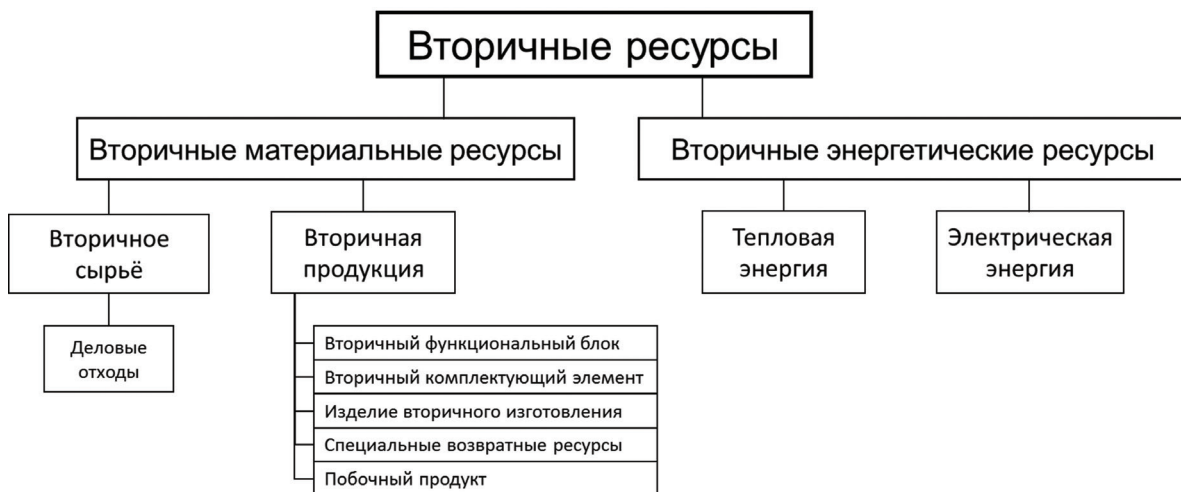 Вторичные ресурсы
Вторичные материальные ресурсы
Вторичные энергетические ресурсы
Вторичное
сырьё
Вторичная
продукция
Тепловая
энергия
Электрическая
энергия
Деловые
отходы
Вторичный функциональный блок
Вторичный комплектующий элемент
Изделие вторичного изготовления
Специальные возвратные ресурсы
Побочный продукт